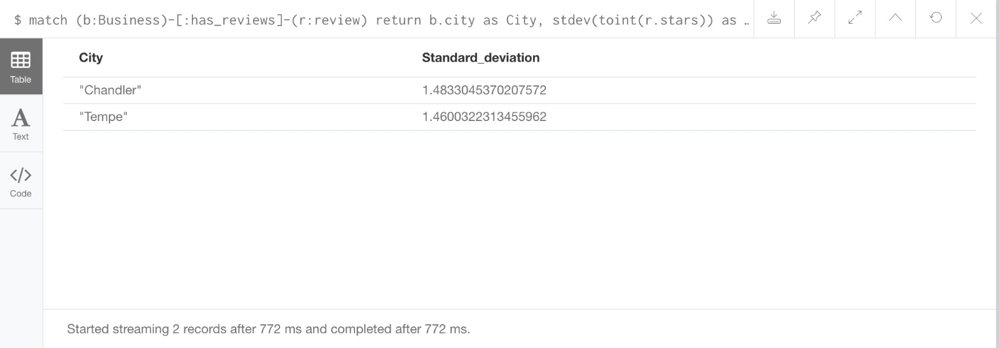 $ match (b:Business)-[:has_reviews]-(r:review) return b.city as City, stdev(toint(r.stars)) as ..
Table
Text
Code
City Standard_deviation
"Chandler" 1.4833045370207572
"Tempe" 1.4600322313455962
Started streaming 2 records after 772 ms and completed after 772 ms.